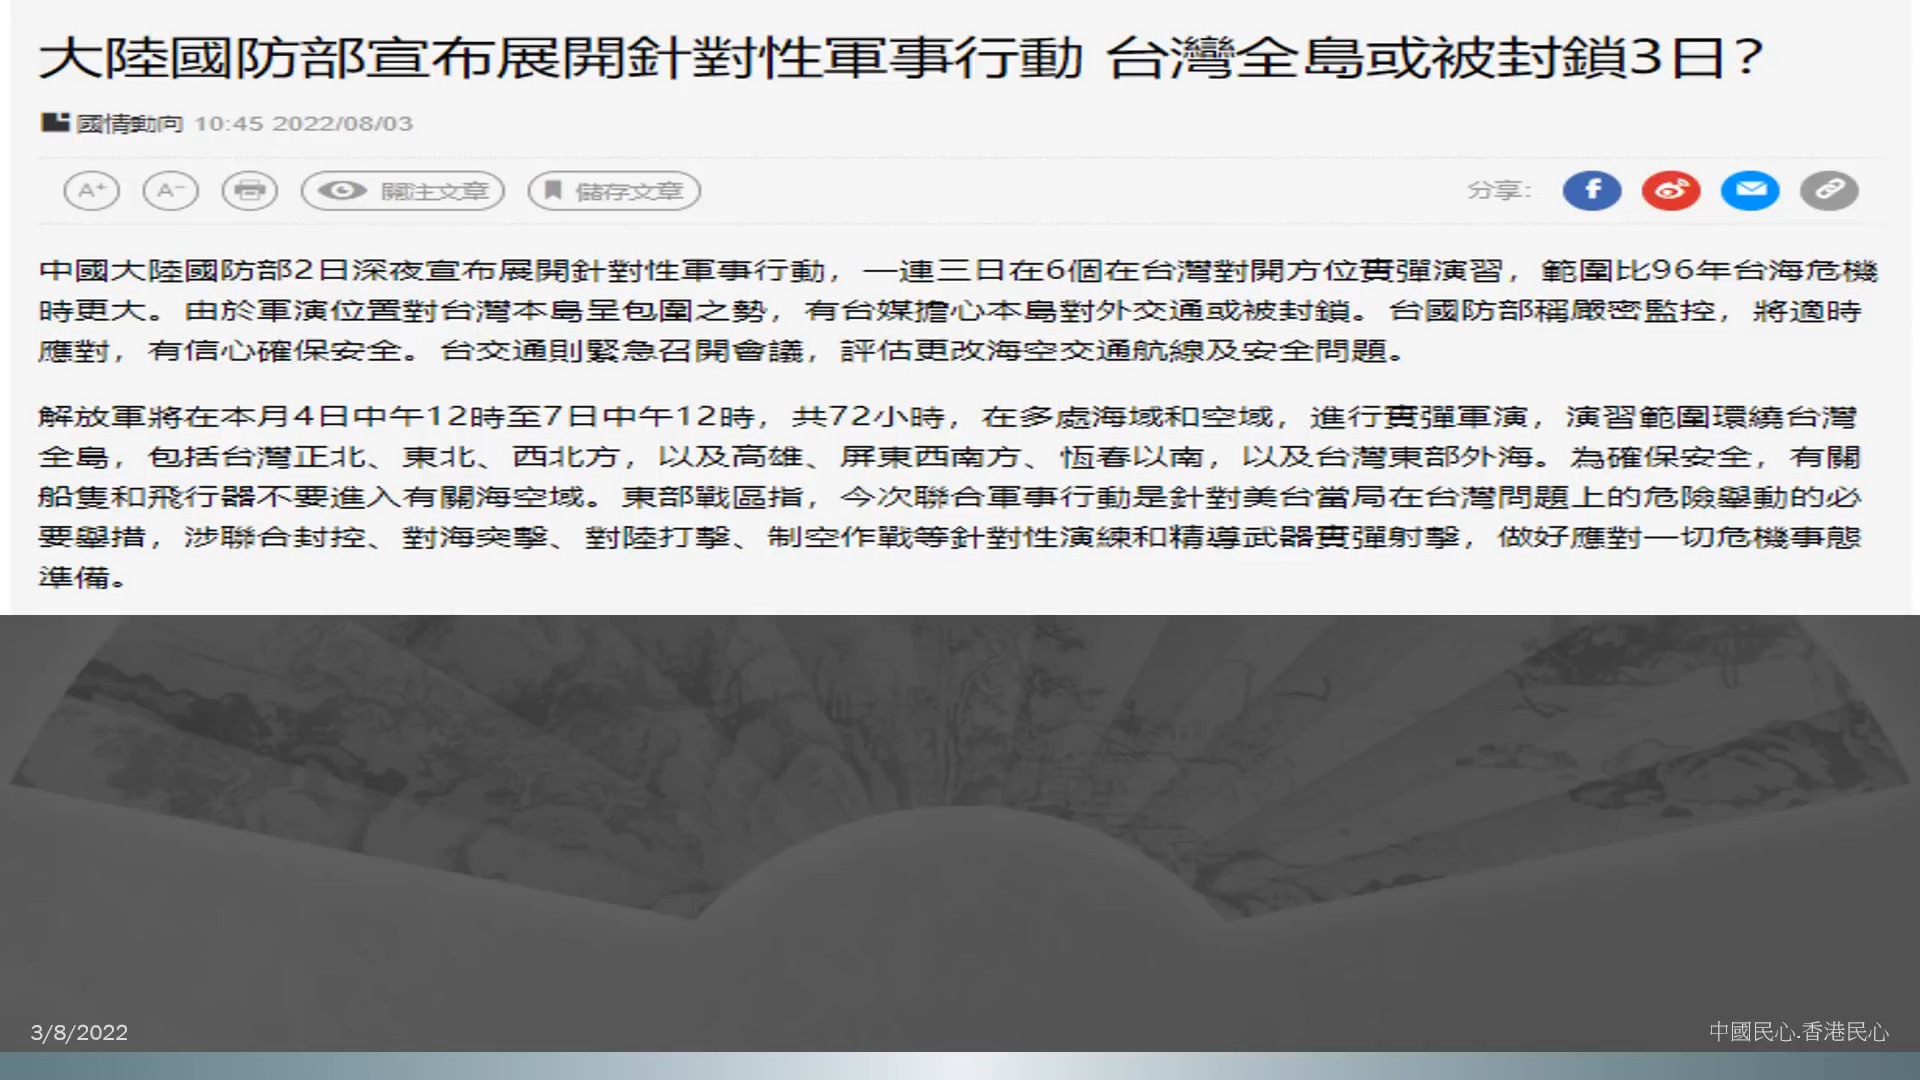 大陸國防部宣布展開針對性軍事行動 台灣全島或被封鎖3日?
國情動向 10:45 2022/08/03
A+ A- 關注文章 儲存文章 分享:
中國大陸國防部2日深夜宣布展開針對性軍事行動，一連三日在6個在台灣對開方位實彈演習，範圍比96年台海危機
時更大。由於軍演位置對台灣本島呈包圍之勢，有台媒擔心本島對外交通或被封鎖。台國防部稱嚴密監控，將適時
應對，有信心確保安全。台交通則緊急召開會議，評估更改海空交通航線及安全問題。
解放軍將在本月4日中午12時至7日中午12時，共72小時，在多處海域和空域，進行實彈軍演，演習範圍環繞台灣
全島，包括台灣正北、東北、西北方，以及高雄、屏東西南方、恆春以南，以及台灣東部外海。為確保安全，有關
船隻和飛行器不要進入有關海空域。東部戰區指，今次聯合軍事行動是針對美台當局在台灣問題上的危險舉動的必
要舉措，涉聯合封控、對海突擊、對陸打擊、制空作戰等針對性演練和精導武器實彈射擊，做好應對一切危機事態
準備。
3/8/2022
中國民心.香港民心